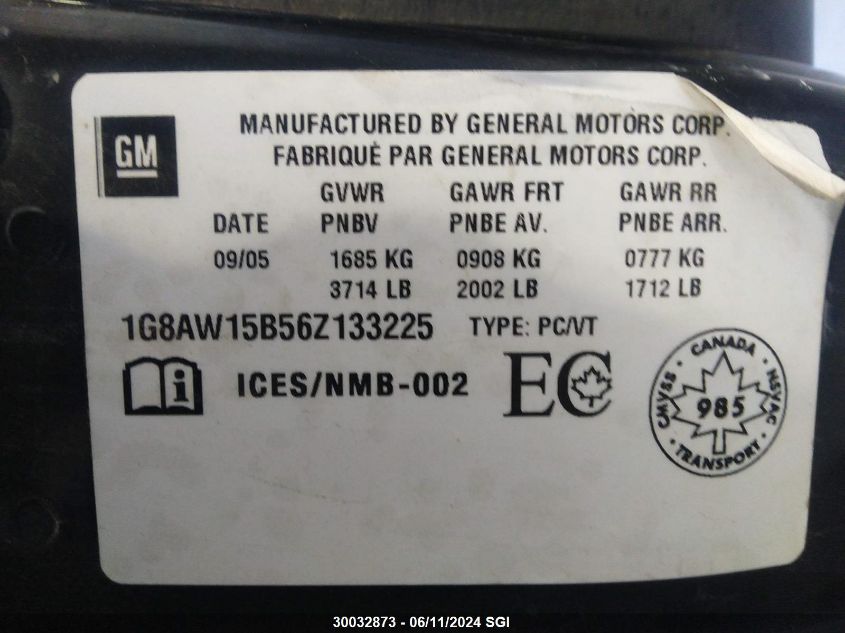 GM
MANUFACTURED BY GENERAL MOTORS CORP.
FABRIQUÈ PAR GENERAL MOTORS CORP.
GVWR GAWR FRT GAWR RR
DATE PNBV PNBE AV. PNBE ARR.
09/05 1685 KG 0908 KG 0777 KG
3714 LB 2002 LB 1712 LB
1G8AW15B56Z133225 TYPE: PC/VT
i ICES/NMB-002 EC
CANADA
CMVSS 985 NSVAC
TRANSPORT
30032873 - 06/11/2024 SGI